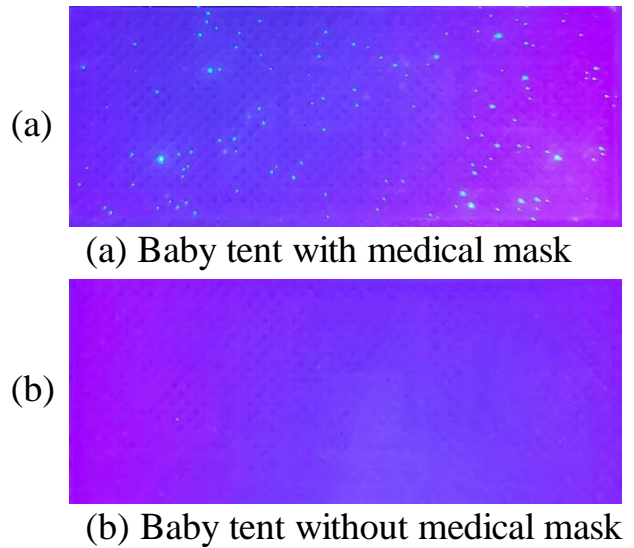 (a)
(a) Baby tent with medical mask
(b)
(b) Baby tent without medical mask